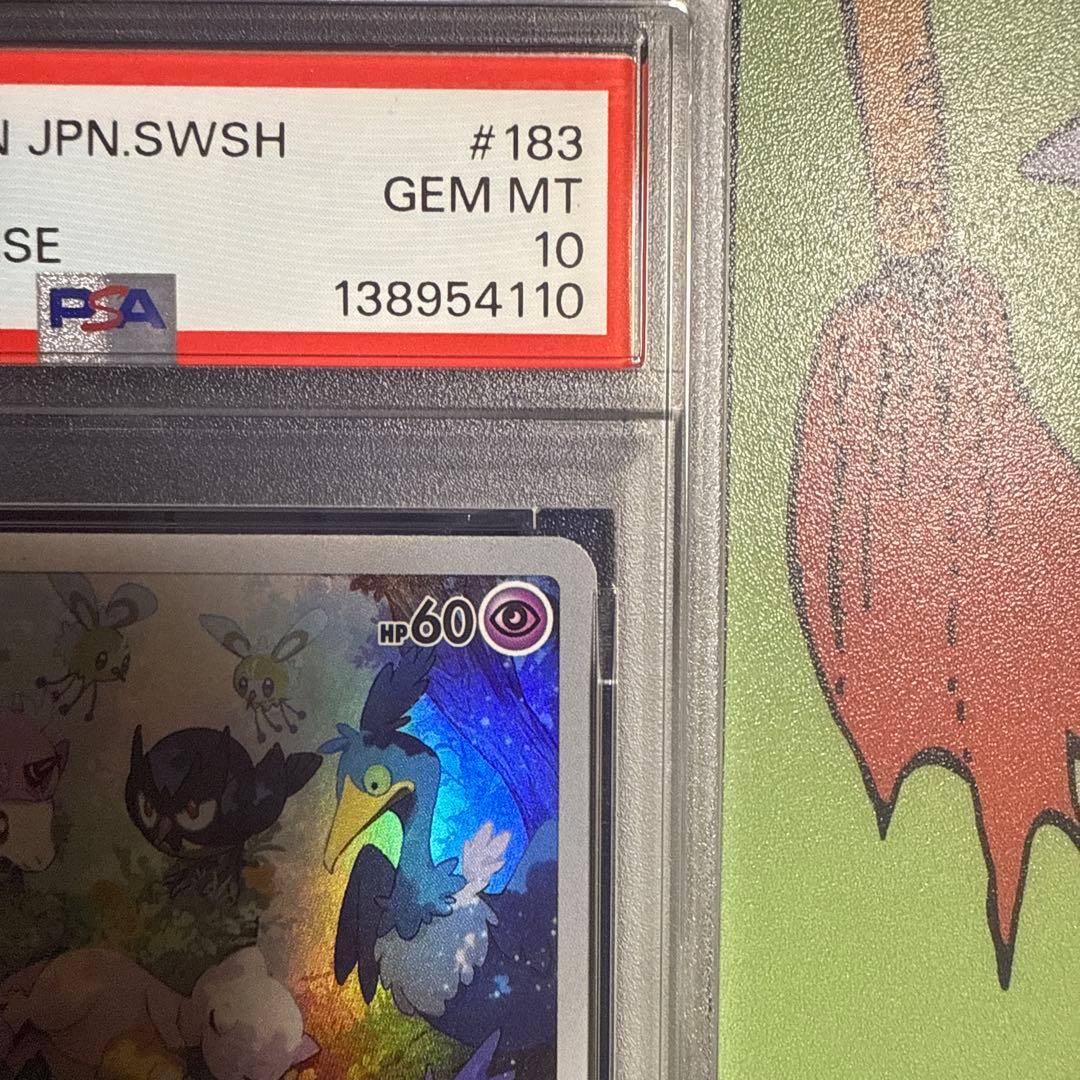 N JPN.SWSH #183
GEM MT
SE 10
PSA 138954110
HP60